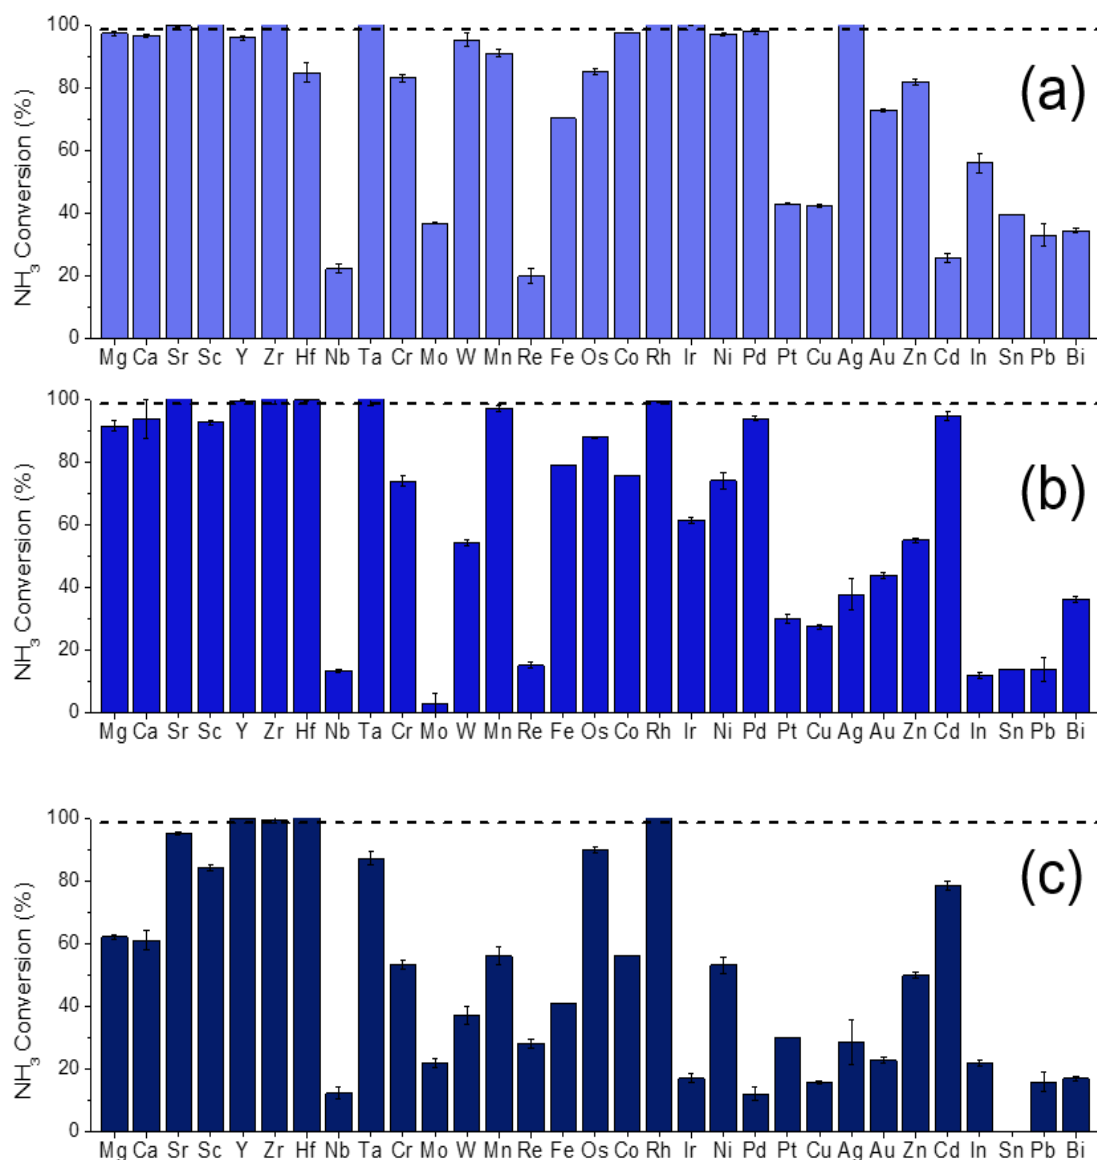 NH₃ Conversion (%)
100
80
60
40
20
0
(a)
Mg Ca Sr Sc Y Zr Hf Nb Ta Cr Mo W Mn Re Fe Os Co Rh Ir Ni Pd Pt Cu Ag Au Zn Cd In Sn Pb Bi
NH₃ Conversion (%)
100
80
60
40
20
0
(b)
Mg Ca Sr Sc Y Zr Hf Nb Ta Cr Mo W Mn Re Fe Os Co Rh Ir Ni Pd Pt Cu Ag Au Zn Cd In Sn Pb Bi
NH₃ Conversion (%)
100
80
60
40
20
0
(c)
Mg Ca Sr Sc Y Zr Hf Nb Ta Cr Mo W Mn Re Fe Os Co Rh Ir Ni Pd Pt Cu Ag Au Zn Cd In Sn Pb Bi